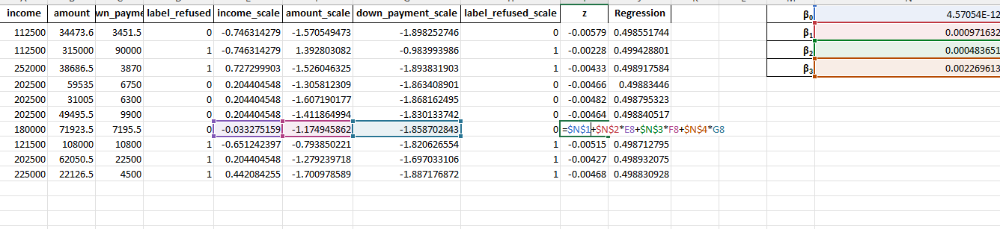 income amount wn_payme label_refused income_scale amount_scale down_payment_scale label_refused_scale z Regression β0 4.57054E-12
112500 34473.6 3451.5 0 -0.746314279 -1.570549473 -1.898252746 0 -0.00579 0.498551744 β1 0.000971632
112500 315000 90000 1 -0.746314279 1.392803082 -0.983993986 1 -0.00228 0.499428801 β2 0.000483651
252000 38686.5 3870 1 0.727299903 -1.526046325 -1.893831903 1 -0.00433 0.498917584 β3 0.002269613
202500 59535 6750 0 0.204404548 -1.305812309 -1.863408901 0 -0.00466 0.49883446
202500 31005 6300 0 0.204404548 -1.607190177 -1.868162495 0 -0.00482 0.498795323
202500 49495.5 9900 0 0.204404548 -1.411864994 -1.830133742 0 -0.00464 0.498840517
180000 71923.5 7195.5 0 -0.033275159 -1.174945862 -1.858702843 0 =$N$1+$N$2*E8+$N$3*F8+$N$4*G8
121500 108000 10800 1 -0.651242397 -0.793850221 -1.820626554 1 -0.00515 0.498712795
202500 62050.5 22500 1 0.204404548 -1.279239718 -1.697033106 1 -0.00427 0.498932075
225000 22126.5 4500 1 0.442084255 -1.700978589 -1.887176872 1 -0.00468 0.498830928